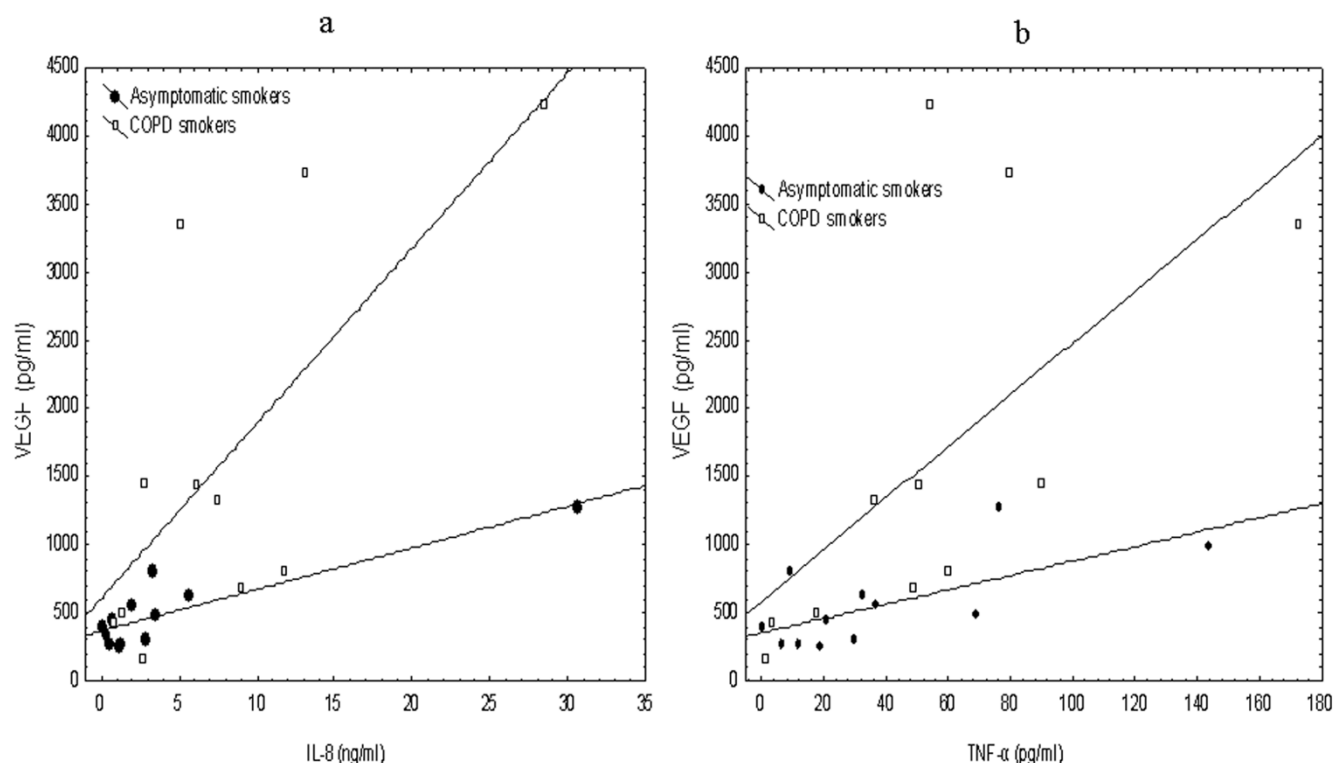 a
4500
4000
3500
3000
2500
2000
1500
1000
500
0
VEGF (pg/ml)
Asymptomatic smokers
COPD smokers
0 5 10 15 20 25 30 35
IL-8 (ng/ml)
b
4500
4000
3500
3000
2500
2000
1500
1000
500
0
VEGF (pg/ml)
Asymptomatic smokers
COPD smokers
0 20 40 60 80 100 120 140 160 180
TNF-α (pg/ml)